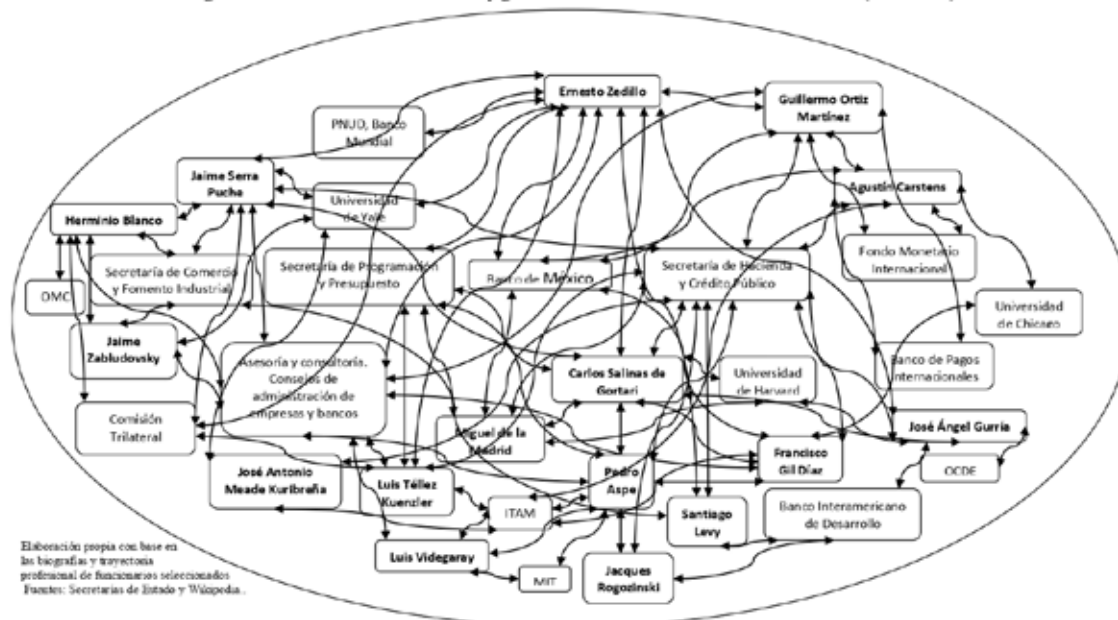 Ernesto Zedillo
Guillermo Ortiz
Martínez
PNUD, Banco
Mundial
Jaime Serra
Puche
Agustín Carstens
Universidad
de Yale
Herminio Blanco
Fondo Monetario
Internacional
Secretaría de Comercio
y Fomento Industrial
Secretaría de Programación
y Presupuesto
Banco de México
Secretaría de Hacienda
y Crédito Público
OMC
Universidad
de Chicago
Jaime
Zabludovsky
Asesoría y consultoría.
Consejos de
administración de
empresas y bancos
Carlos Salinas de
Gortari
Universidad
de Harvard
Banco de Pagos
Internacionales
Comisión
Trilateral
Miguel de la
Madrid
José Ángel Gurría
Francisco
Gil Díaz
OCDE
José Antonio
Meade Kuribreña
Luis Téllez
Kuenzler
Pedro
Aspe
ITAM
Santiago
Levy
Banco Interamericano
de Desarrollo
Luis Videgaray
MIT
Jacques
Rogozinski
Elaboración propia con base en
las biografías y trayectoria
profesional de funcionarios seleccionados
Fuentes: Secretarías de Estado y Wikipedia..